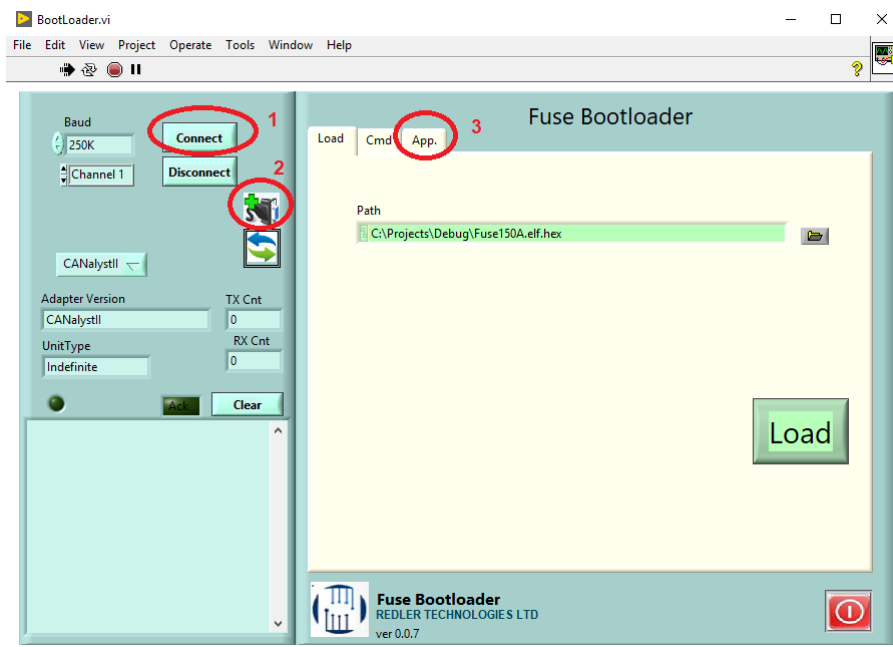 BootLoader.vi
File Edit View Project Operate Tools Window Help
Baud
250K
Connect
1
Channel 1
Disconnect
2
CANalystII
Adapter Version
CANalystII
TX Cnt
0
UnitType
Indefinite
RX Cnt
0
Ack
Clear
Fuse Bootloader
Load Cmd App.
3
Path
C:\Projects\Debug\Fuse150A.elf.hex
Load
Fuse Bootloader
REDLER TECHNOLOGIES LTD
ver 0.0.7